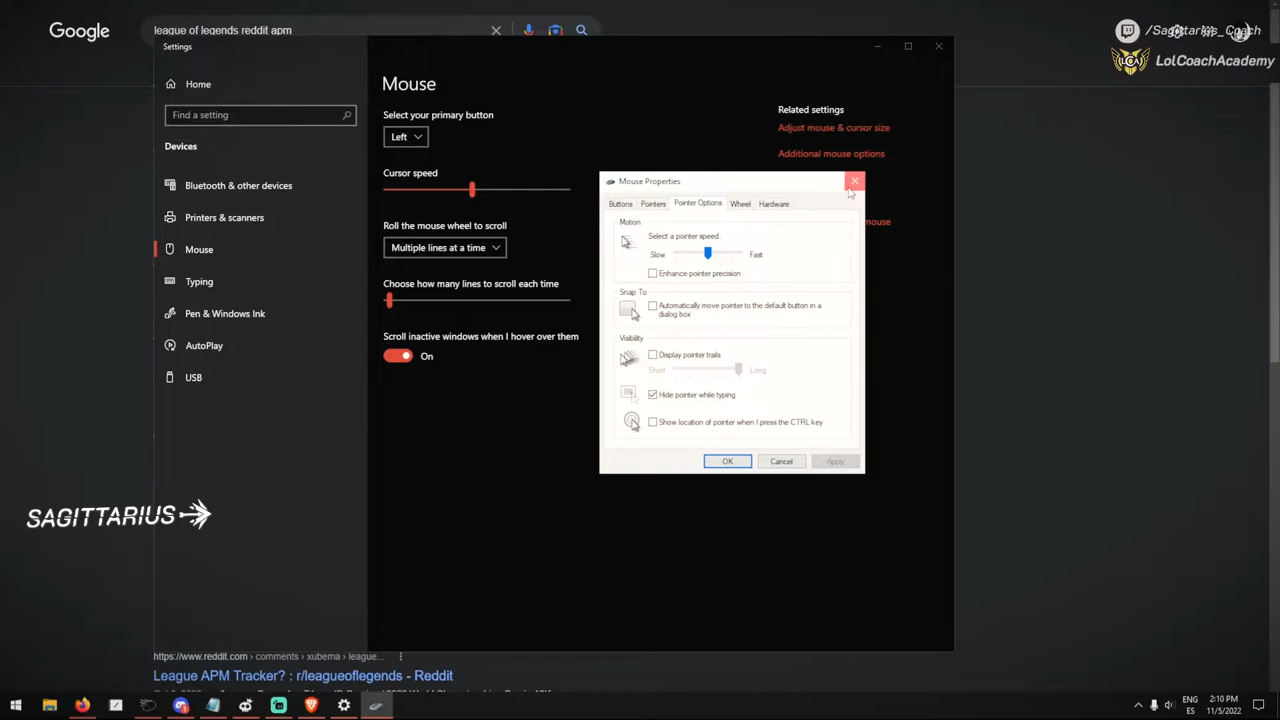 Google
league of legends reddit apm
/Sagittarius_Coach
LolCoachAcademy
Settings
Home
Find a setting
Devices
Bluetooth & other devices
Printers & scanners
Mouse
Typing
Pen & Windows Ink
AutoPlay
USB
Mouse
Select your primary button
Left
Cursor speed
Roll the mouse wheel to scroll
Multiple lines at a time
Choose how many lines to scroll each time
Scroll inactive windows when I hover over them
On
Related settings
Adjust mouse & cursor size
Additional mouse options
mouse
Mouse Properties
Buttons
Pointers
Pointer Options
Wheel
Hardware
Motion
Select a pointer speed:
Slow
Fast
Enhance pointer precision
Snap To
Automatically move pointer to the default button in a
dialog box
Visibility
Display pointer trails
Short
Long
Hide pointer while typing
Show location of pointer when I press the CTRL key
OK
Cancel
Apply
SAGITTARIUS
https://www.reddit.com › comments › xubema › league...
League APM Tracker? : r/leagueoflegends - Reddit
ENG
ES
2:10 PM
11/5/2022